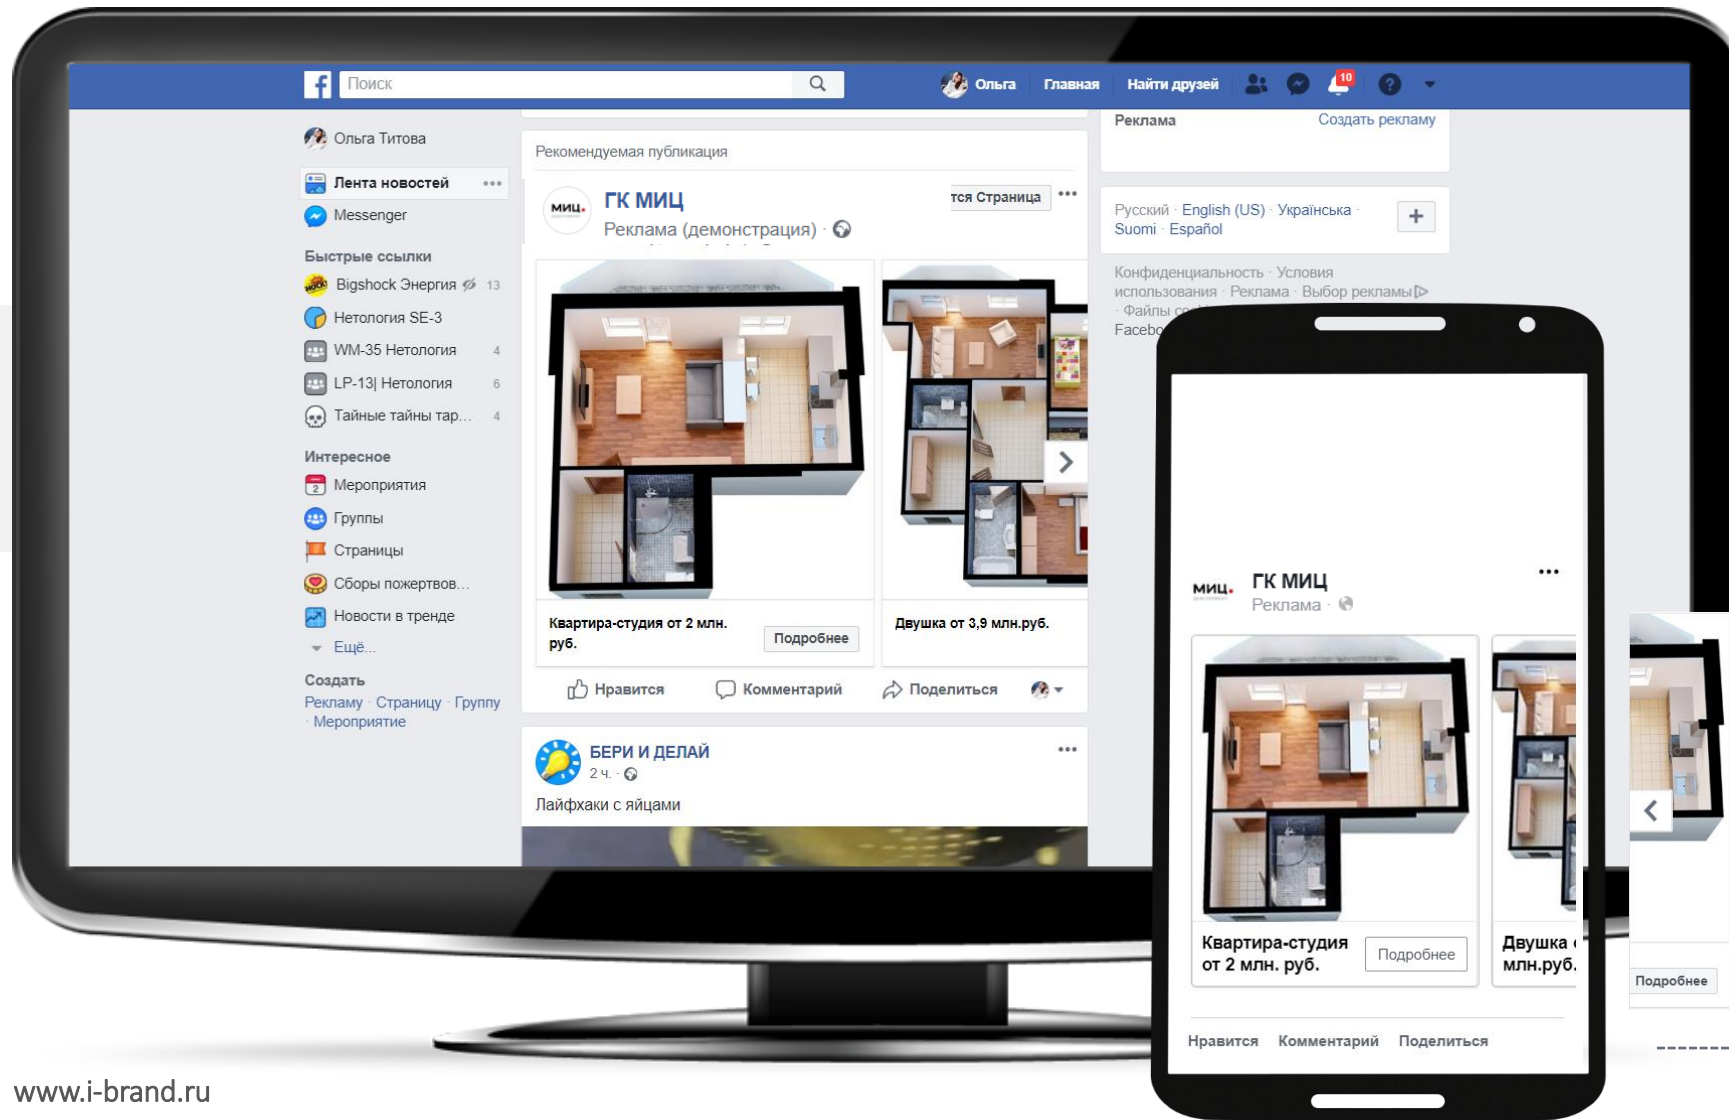 Поиск
Ольга
Главная
Найти друзей
10
Ольга Титова
Лента новостей
Messenger
Быстрые ссылки
Bigshock Энергия 13
Нетология SE-3
WM-35 Нетология 4
LP-13| Нетология 6
Тайные тайны тар... 4
Интересное
2 Мероприятия
Группы
Страницы
Сборы пожертвов...
Новости в тренде
Ещё...
Создать
Рекламу · Страницу · Группу
· Мероприятие
Рекомендуемая публикация
МИЦ.
ГК МИЦ
тся Страница
Реклама (демонстрация) ·
Квартира-студия от 2 млн.
руб.
Подробнее
Двушка от 3,9 млн.руб.
Нравится
Комментарий
Поделиться
БЕРИ И ДЕЛАЙ
2 ч. ·
Лайфхаки с яйцами
Реклама
Создать рекламу
Русский · English (US) · Українська ·
Suomi · Español
Конфиденциальность · Условия
использования · Реклама · Выбор рекламы
· Файлы
Facebo
МИЦ.
ГК МИЦ
Реклама ·
Квартира-студия
от 2 млн. руб.
Подробнее
Двушка
млн.руб.
Нравится
Комментарий
Поделиться
Подробнее
www.i-brand.ru